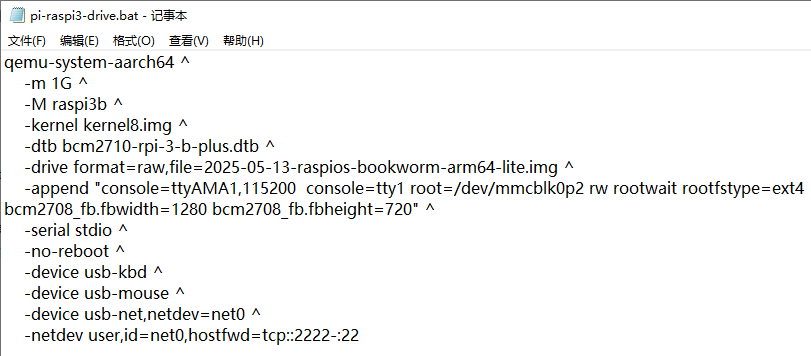 pi-raspi3-drive.bat - 记事本
文件(F) 编辑(E) 格式(O) 查看(V) 帮助(H)
qemu-system-aarch64 ^
-m 1G ^
-M raspi3b ^
-kernel kernel8.img ^
-dtb bcm2710-rpi-3-b-plus.dtb ^
-drive format=raw,file=2025-05-13-raspios-bookworm-arm64-lite.img ^
-append "console=ttyAMA1,115200  console=tty1 root=/dev/mmcblk0p2 rw rootwait rootfstype=ext4
bcm2708_fb.fbwidth=1280 bcm2708_fb.fbheight=720" ^
-serial stdio ^
-no-reboot ^
-device usb-kbd ^
-device usb-mouse ^
-device usb-net,netdev=net0 ^
-netdev user,id=net0,hostfwd=tcp::2222-:22